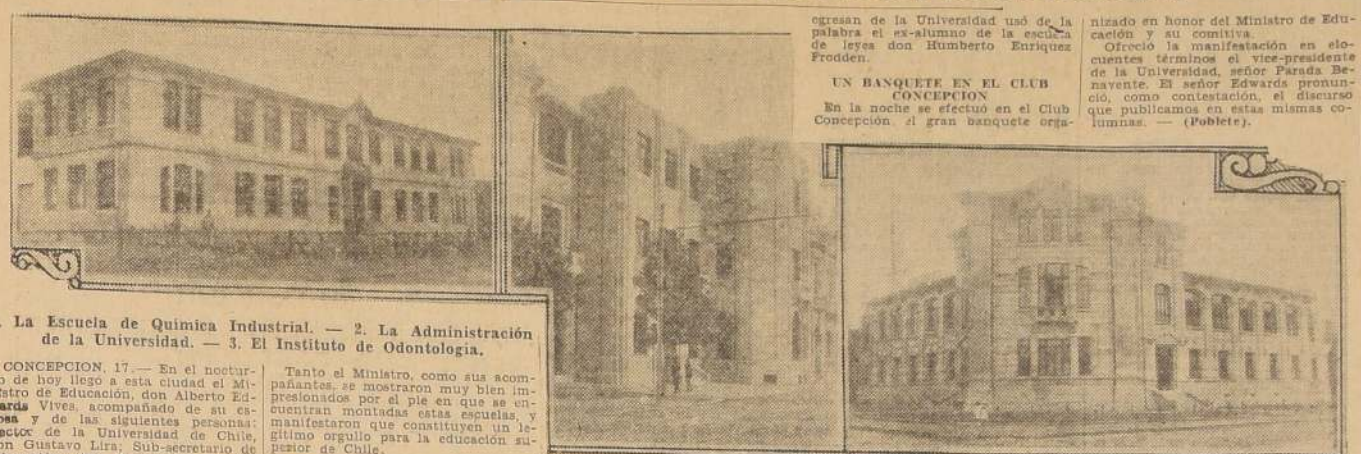 egresan de la Universidad usó de la
palabra el ex-alumno de la escuela
de leyes don Humberto Enríquez
Frodden.
UN BANQUETE EN EL CLUB
CONCEPCION
En la noche se efectuó en el Club
Concepción el gran banquete orga-
nizado en honor del Ministro de Edu-
cación y su comitiva.
Ofreció la manifestación en elo-
cuentes términos el vice-presidente
de la Universidad, señor Parada Be-
navente. El señor Edwards pronun-
ció, como contestación, el discurso
que publicamos en estas mismas co-
lumnas. — (Poblete).
. La Escuela de Química Industrial. — 2. La Administración
de la Universidad. — 3. El Instituto de Odontología.
CONCEPCION, 17.— En el noctur-
o de hoy llegó a esta ciudad el Mi-
stro de Educación, don Alberto Ed-
ards Vives, acompañado de su es-
osa y de las siguientes personas:
ector de la Universidad de Chile,
on Gustavo Lira; Sub-secretario de
Tanto el Ministro, como sus acom-
pañantes, se mostraron muy bien im-
presionados por el pie en que se en-
cuentran montadas estas escuelas, y
manifestaron que constituyen un le-
gítimo orgullo para la educación su-
perior de Chile.